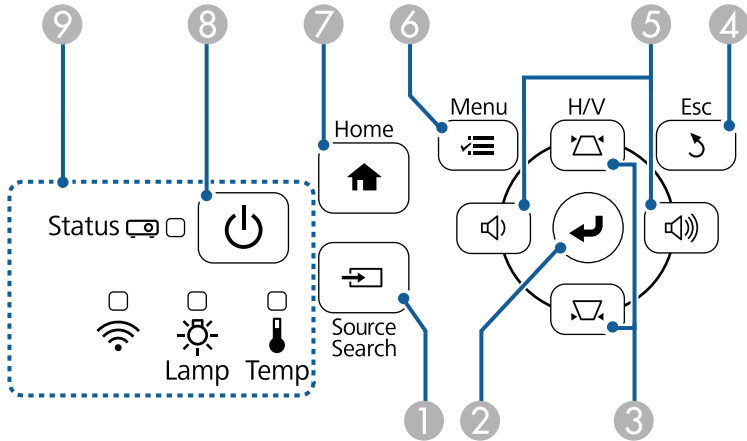 9 8 7 6 5 4
Menu H/V Esc
Home
Status
Source
Search
Lamp Temp
1 2 3